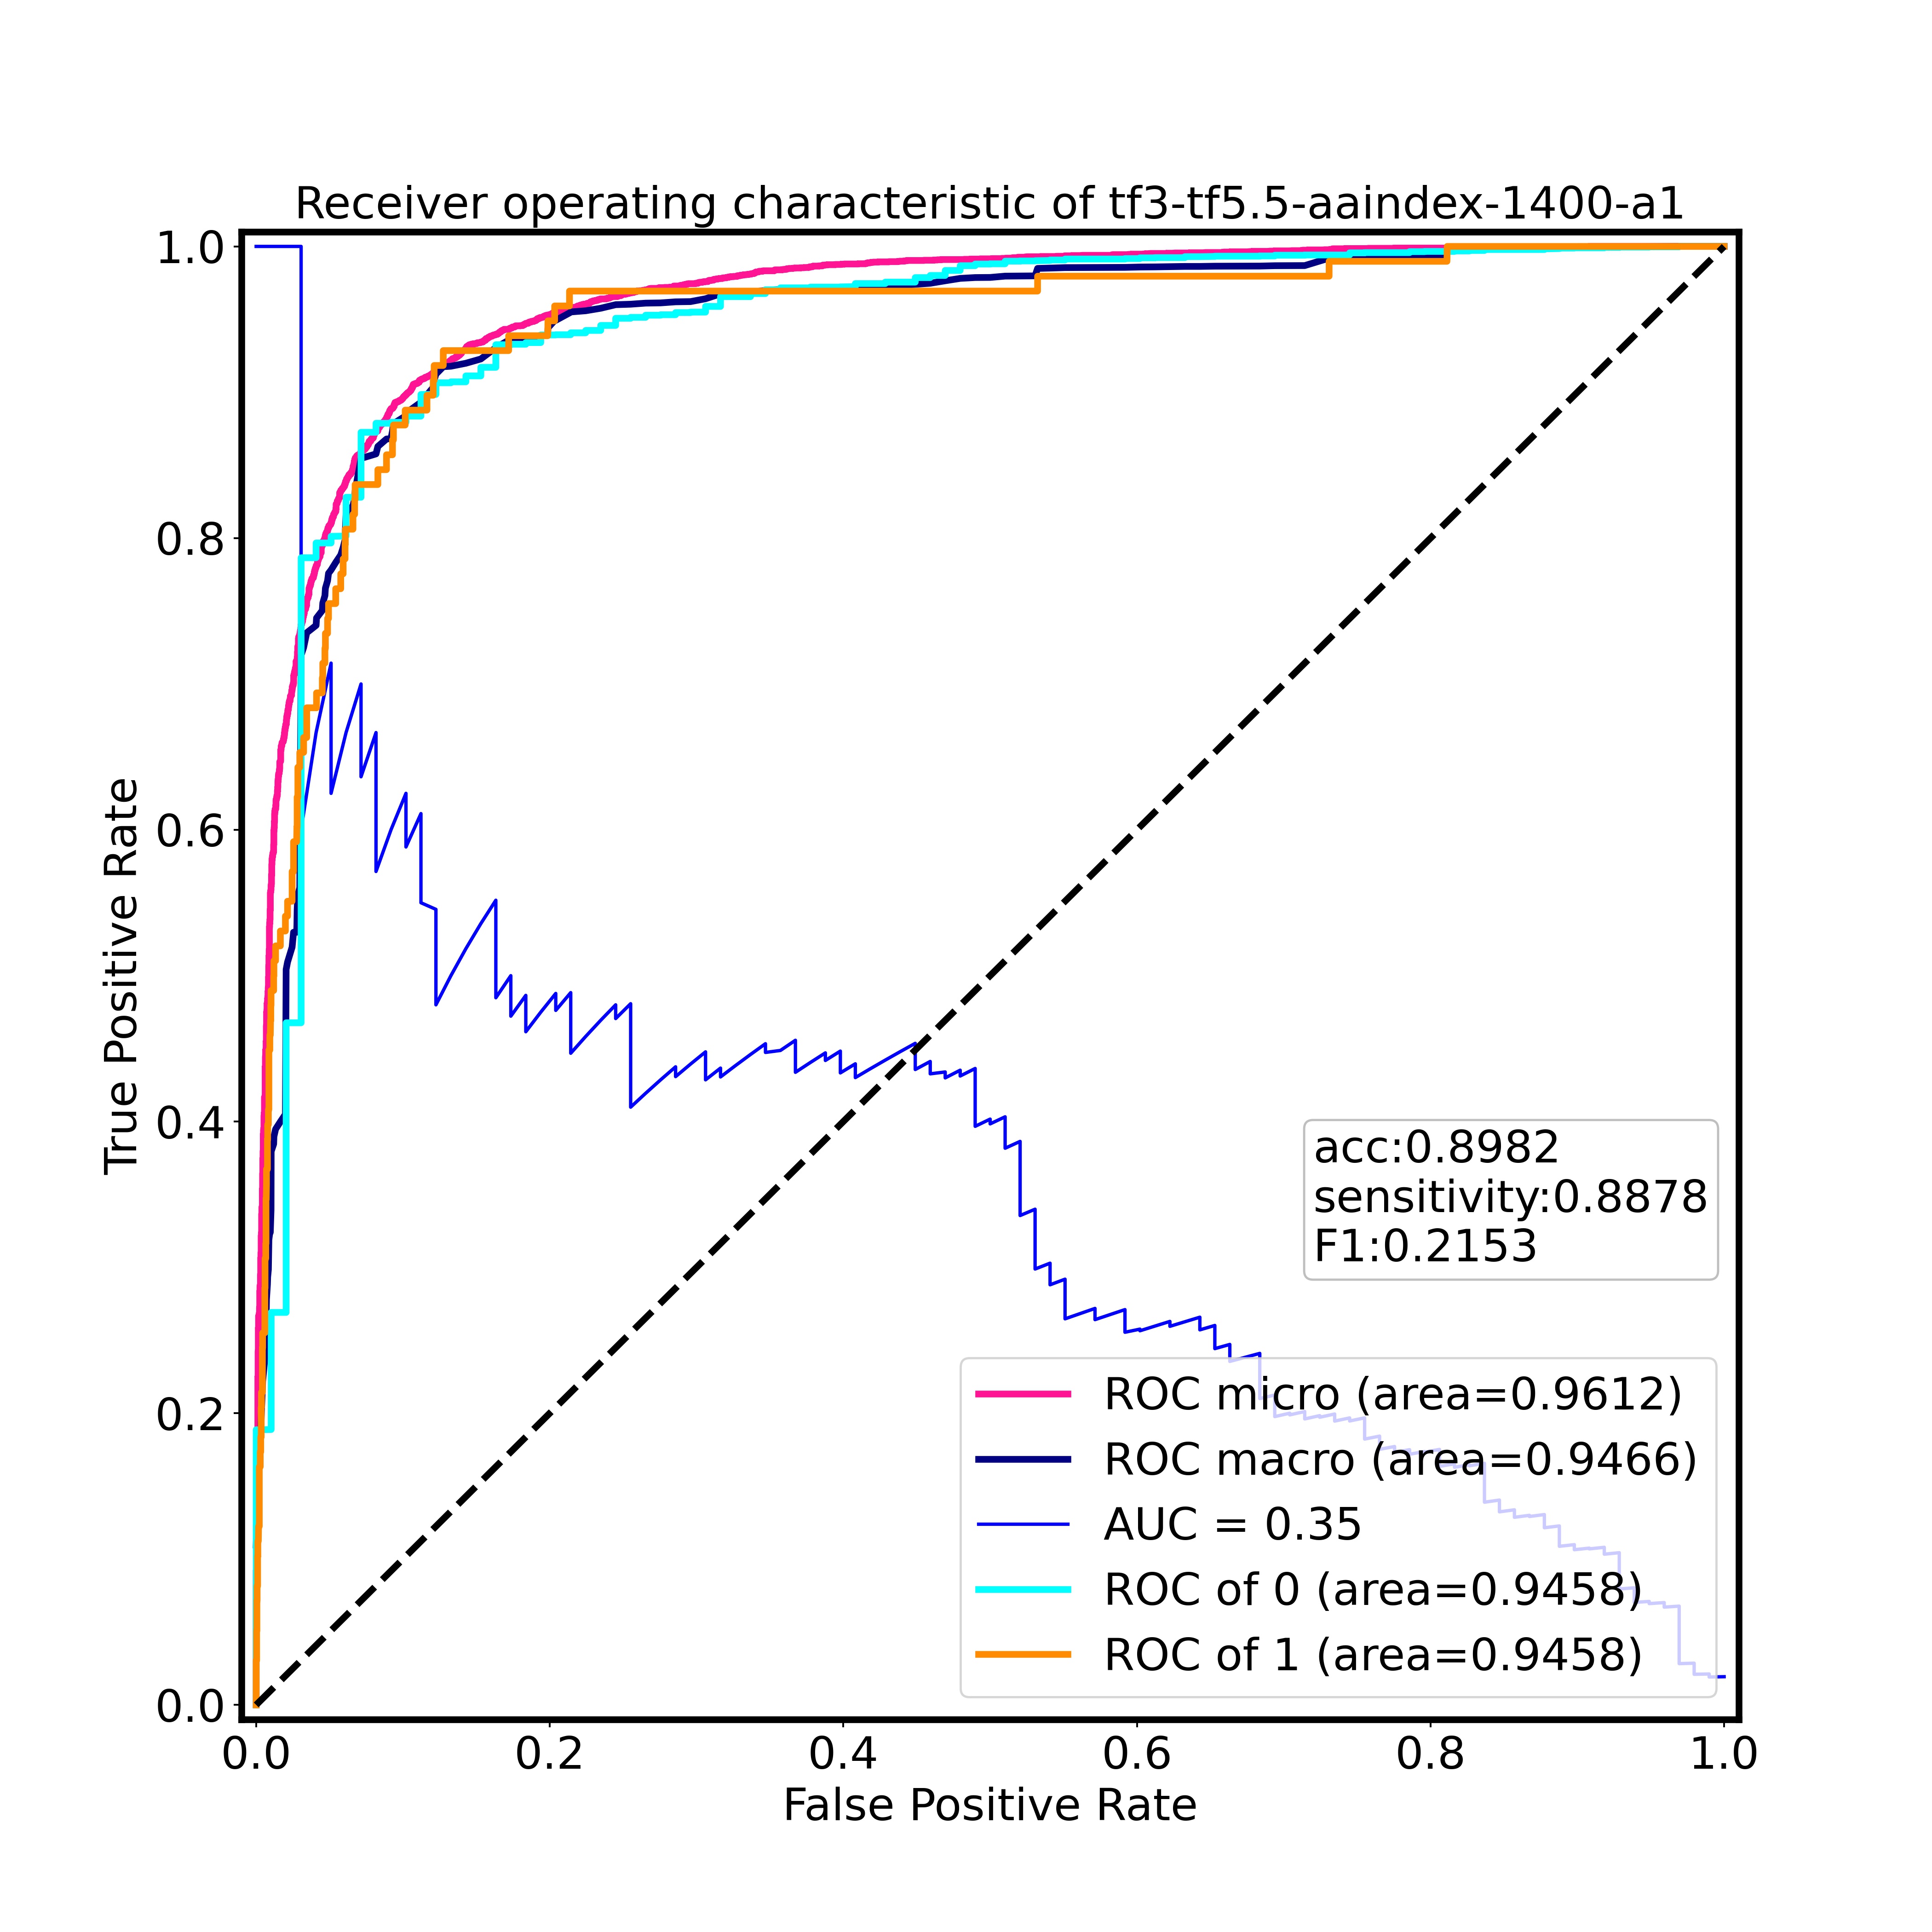 Receiver operating characteristic of tf3-tf5.5-aaindex-1400-a1
1.0
0.8
0.6
0.4
0.2
0.0
True Positive Rate
acc:0.8982
sensitivity:0.8878
F1:0.2153
ROC micro (area=0.9612)
ROC macro (area=0.9466)
AUC = 0.35
ROC of 0 (area=0.9458)
ROC of 1 (area=0.9458)
0.0 0.2 0.4 0.6 0.8 1.0
False Positive Rate